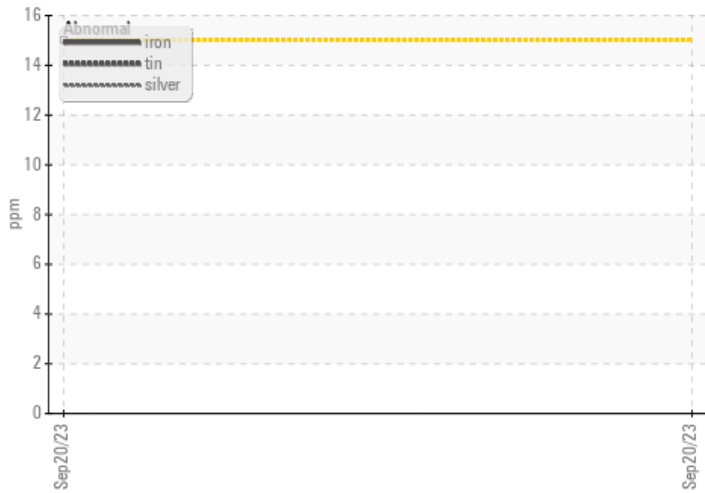 16
Abnormal
iron
tin
silver
14
12
10
8
6
4
2
0
ppm
Sep20/23
Sep20/23